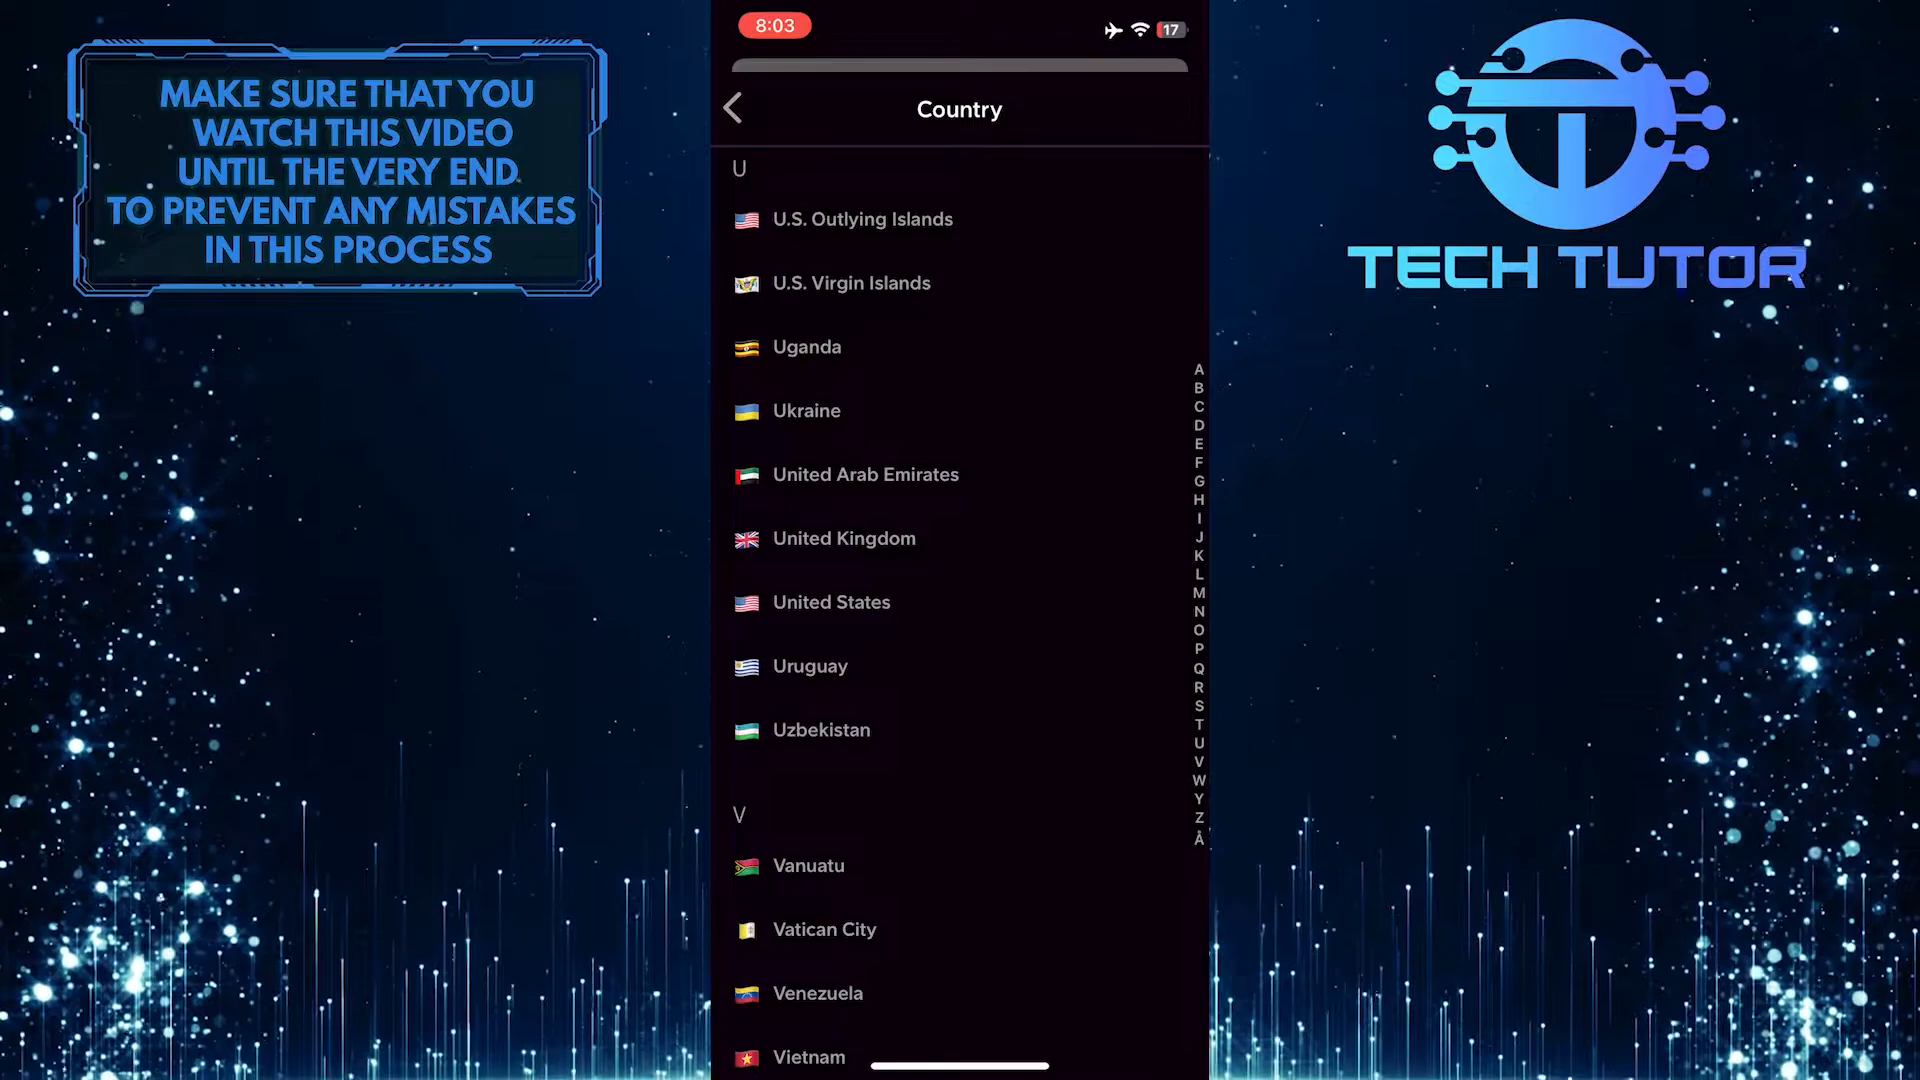 MAKE SURE THAT YOU
WATCH THIS VIDEO
UNTIL THE VERY END
TO PREVENT ANY MISTAKES
IN THIS PROCESS
8:03
17
Country
U
U.S. Outlying Islands
U.S. Virgin Islands
Uganda
Ukraine
United Arab Emirates
United Kingdom
United States
Uruguay
Uzbekistan
V
Vanuatu
Vatican City
Venezuela
Vietnam
A
B
C
D
E
F
G
H
I
J
K
L
M
N
O
P
Q
R
S
T
U
V
W
Y
Z
Å
TECH TUTOR